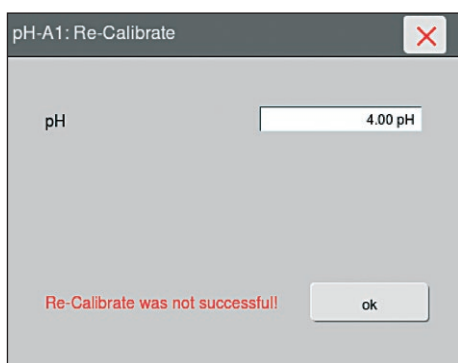 pH-A1: Re-Calibrate
pH
4.00 pH
Re-Calibrate was not successful!
ok